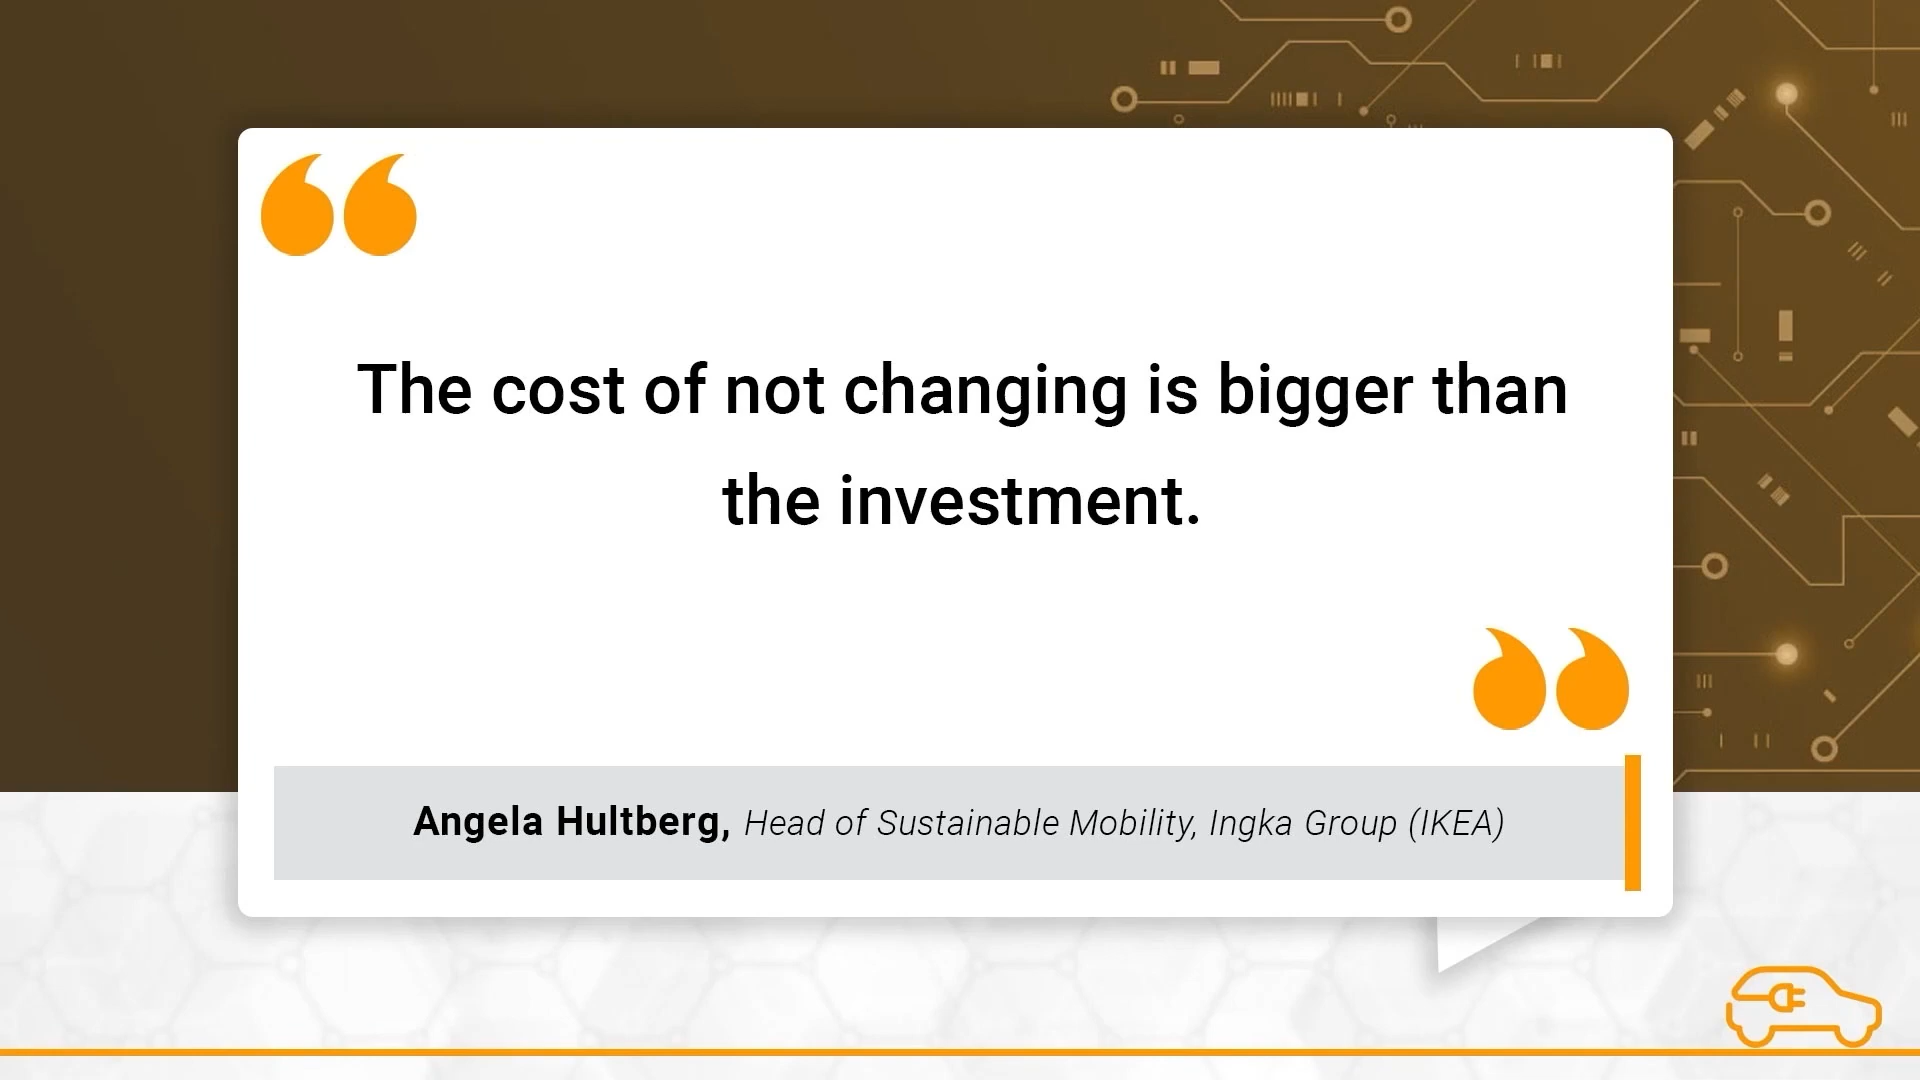 The cost of not changing is bigger than
the investment.
Angela Hultberg, Head of Sustainable Mobility, Ingka Group (IKEA)